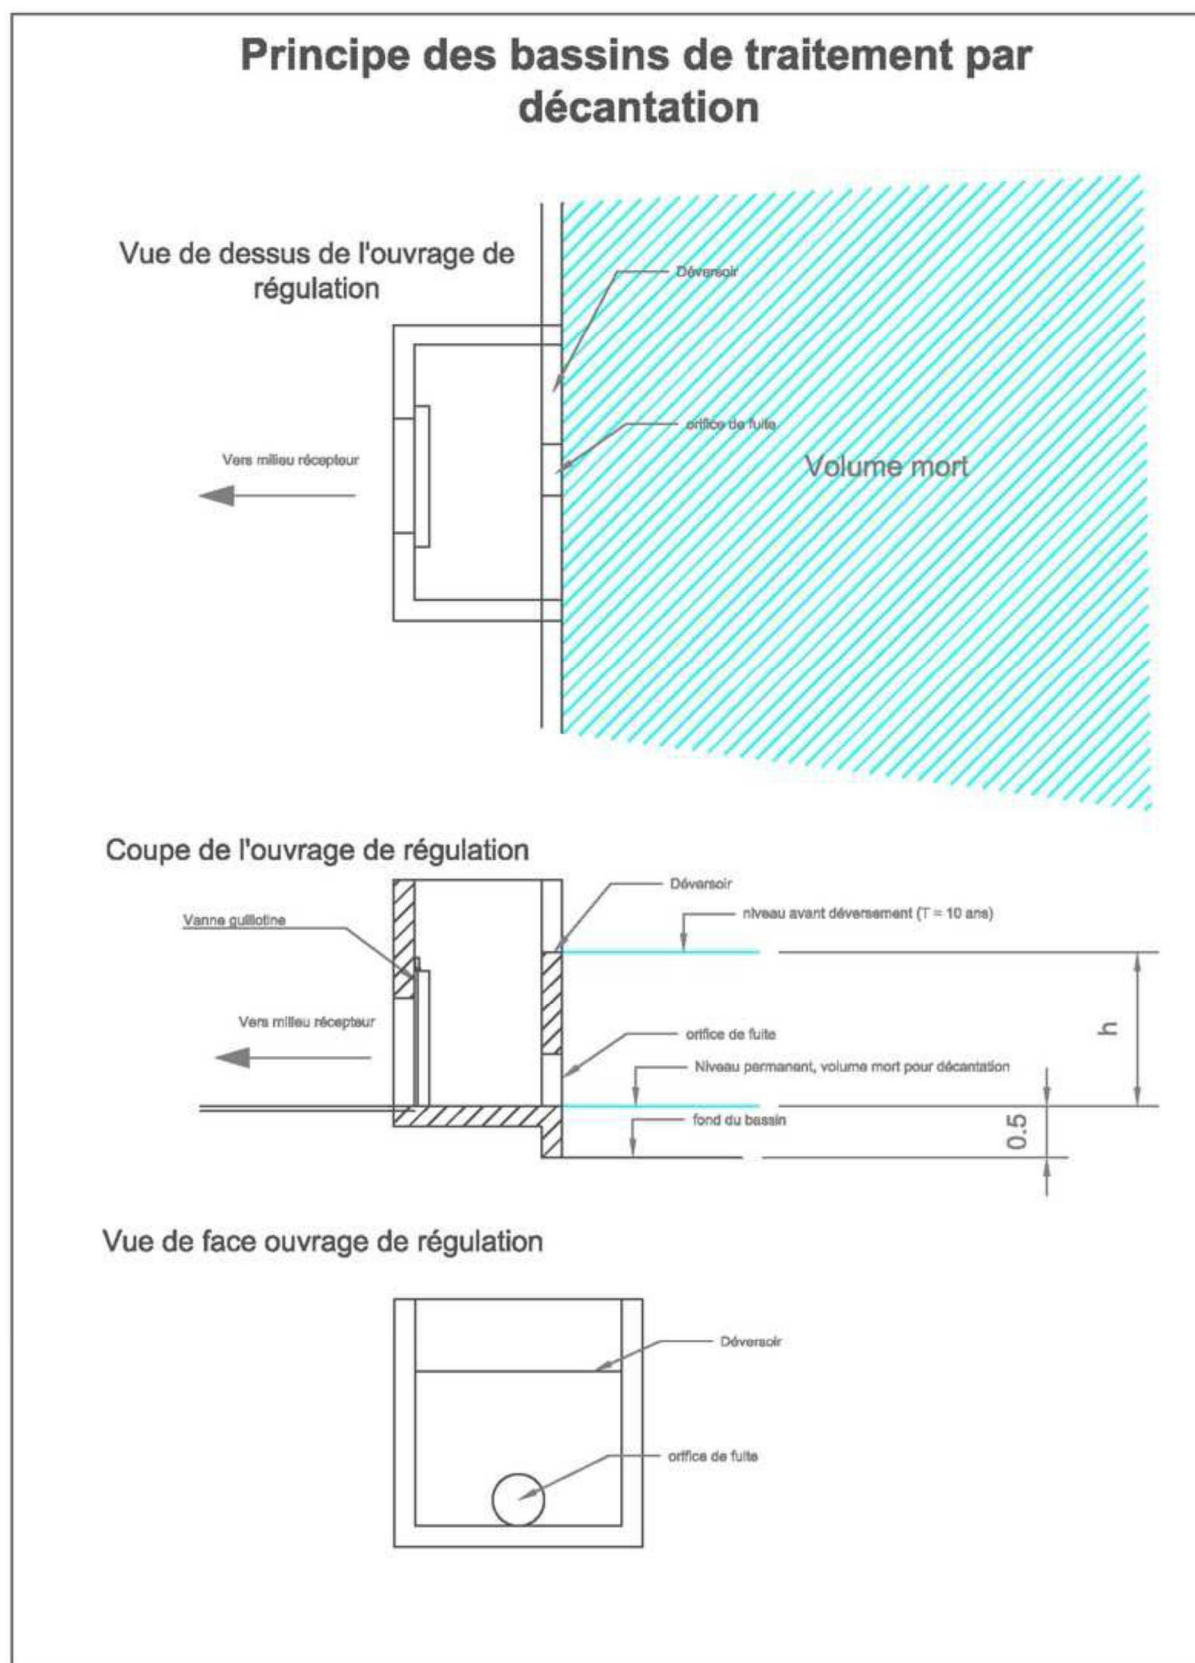 Principe des bassins de traitement par
décantation
Vue de dessus de l'ouvrage de
régulation
Déversoir
orifice de fuite
Vers milieu récepteur
Volume mort
Coupe de l'ouvrage de régulation
Déversoir
Vanne guillotine
niveau avant déversement (T = 10 ans)
Vers milieu récepteur
orifice de fuite
h
Niveau permanent, volume mort pour décantation
fond du bassin
0.5
Vue de face ouvrage de régulation
Déversoir
orifice de fuite